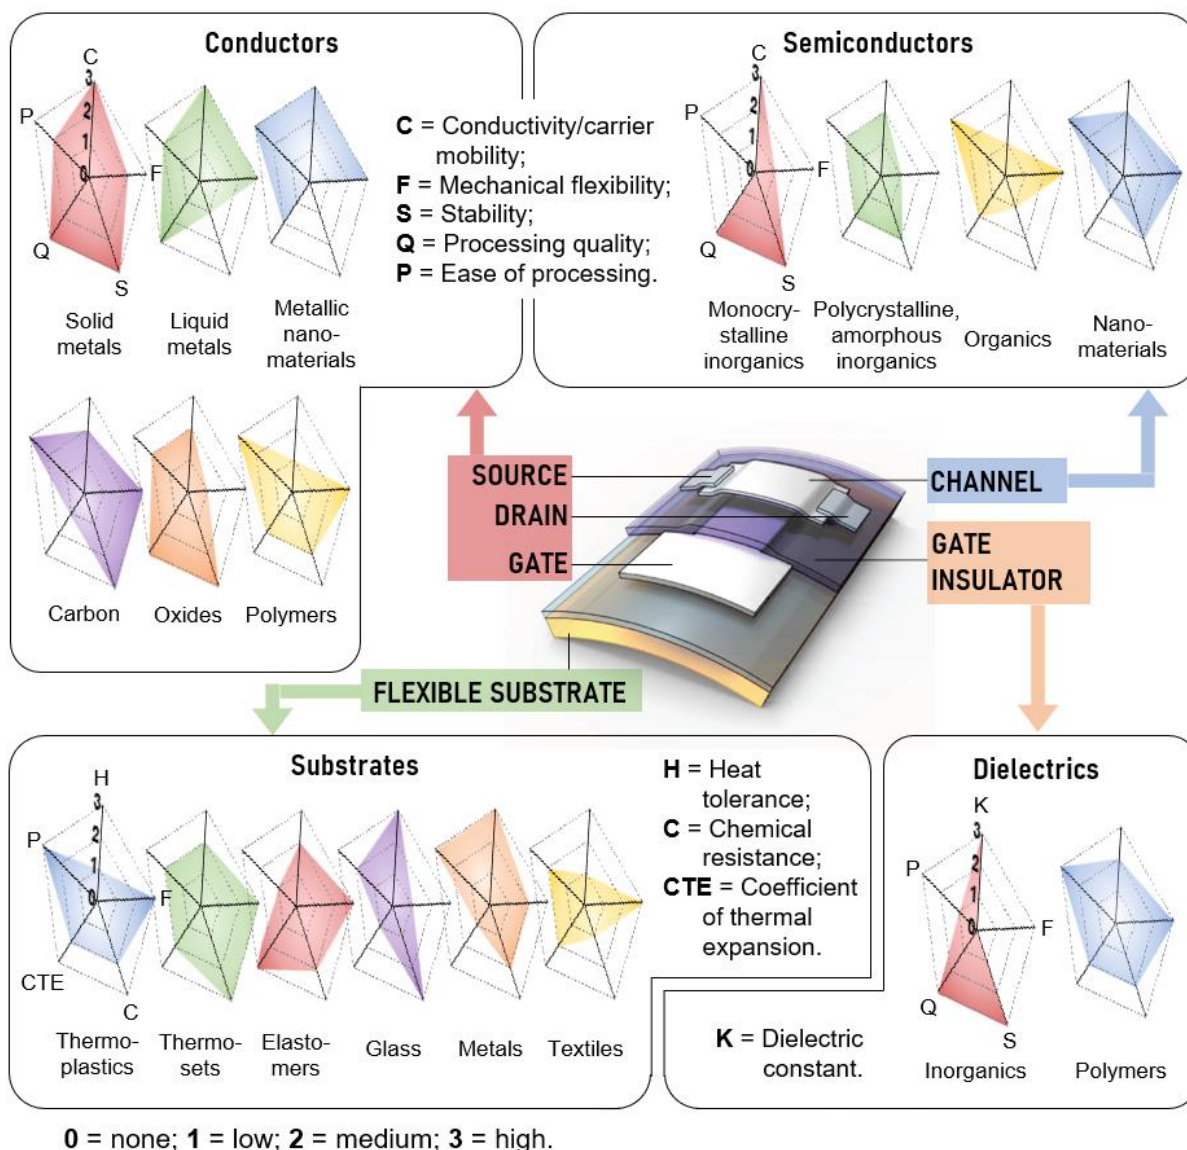 Conductors
C
3
2
1
0
P
F
Q
S
Solid
metals
Liquid
metals
Metallic
nano-
materials
C = Conductivity/carrier
mobility;
F = Mechanical flexibility;
S = Stability;
Q = Processing quality;
P = Ease of processing.
Semiconductors
C
3
2
1
0
P
F
Q
S
Monocry-
stalline
inorganics
Polycrystalline,
amorphous
inorganics
Organics
Nano-
materials
Carbon
Oxides
Polymers
SOURCE
DRAIN
GATE
CHANNEL
GATE
INSULATOR
FLEXIBLE SUBSTRATE
Substrates
H
3
2
1
0
P
F
CTE
C
Thermo-
plastics
Thermo-
sets
Elasto-
mers
Glass
Metals
Textiles
H = Heat
tolerance;
C = Chemical
resistance;
CTE = Coefficient
of thermal
expansion.
Dielectrics
K
3
2
1
0
P
F
Q
S
K = Dielectric
constant.
Inorganics
Polymers
0 = none; 1 = low; 2 = medium; 3 = high.